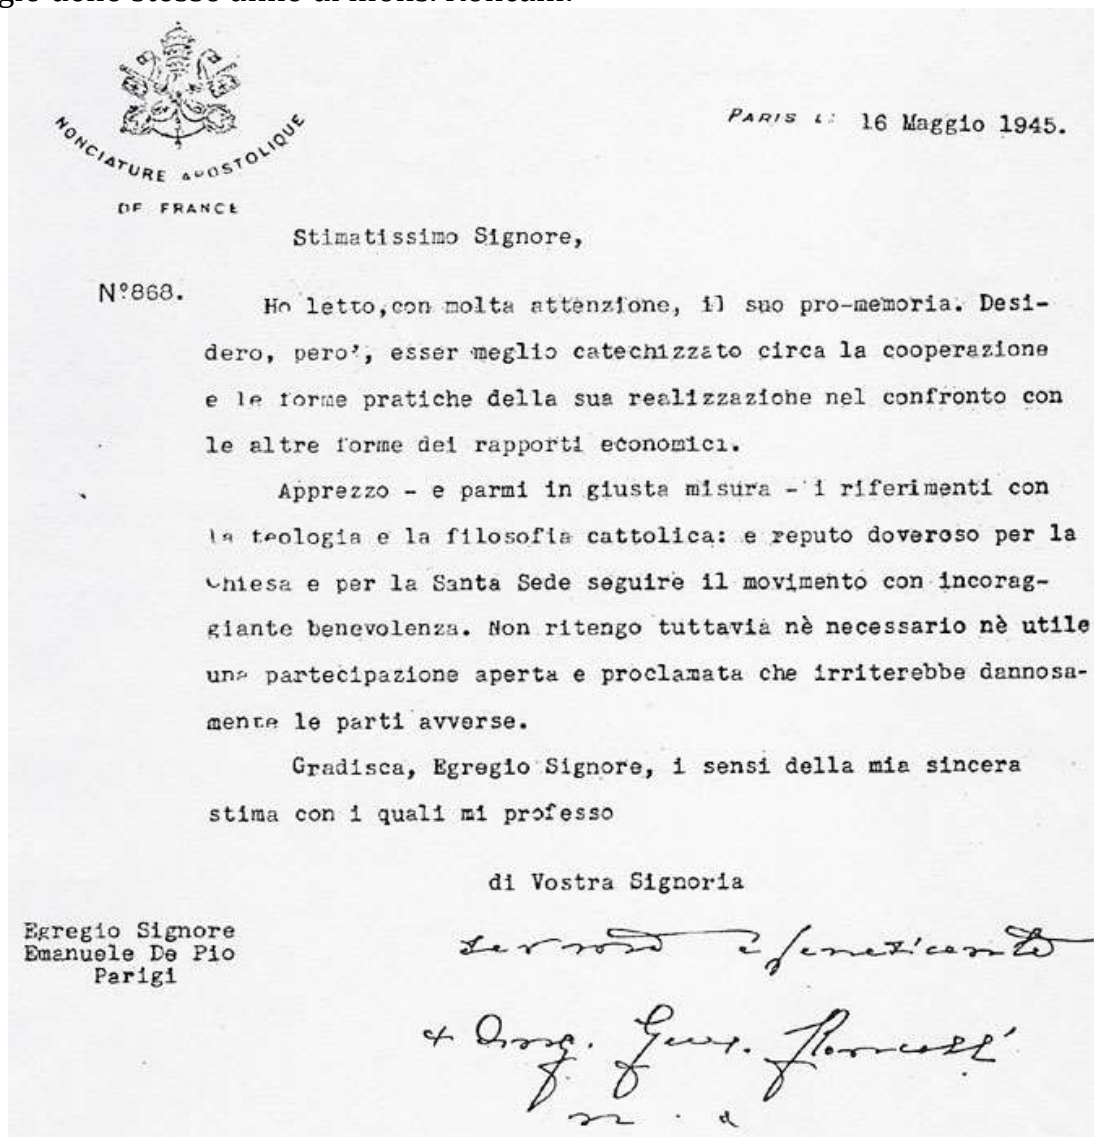 gio dello stesso anno di mons. Roncalli.
NONCIATURE APOSTOLIQUE
DE FRANCE
PARIS LE 16 Maggio 1945.
Stimatissimo Signore,
Nº868.
Ho letto,con molta attenzione, il suo pro-memoria. Desi-
dero, pero', esser meglio catechizzato circa la cooperazione
e le forme pratiche della sua realizzazione nel confronto con
le altre forme dei rapporti economici.
Apprezzo - e parmi in giusta misura - i riferimenti con
la teologia e la filosofia cattolica: e reputo doveroso per la
Chiesa e per la Santa Sede seguire il movimento con incorag-
giante benevolenza. Non ritengo tuttavia nè necessario nè utile
una partecipazione aperta e proclamata che irriterebbe dannosa-
mente le parti avverse.
Gradisca, Egregio Signore, i sensi della mia sincera
stima con i quali mi professo
di Vostra Signoria
Egregio Signore
Emanuele De Pio
Parigi
+ Ang. Gius. Roncalli
n. a